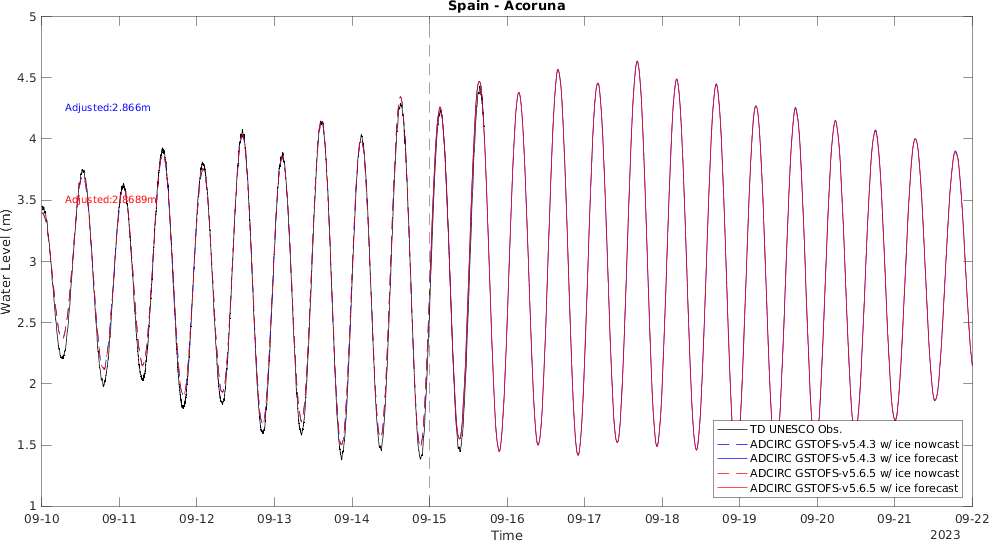 Spain - Acoruna
5
4.5
4
3.5
3
2.5
2
1.5
1
Water Level (m)
Adjusted:2.866m
Adjusted:2.8689m
TD UNESCO Obs.
ADCIRC GSTOFS-v5.4.3 w/ ice nowcast
ADCIRC GSTOFS-v5.4.3 w/ ice forecast
ADCIRC GSTOFS-v5.6.5 w/ ice nowcast
ADCIRC GSTOFS-v5.6.5 w/ ice forecast
09-10 09-11 09-12 09-13 09-14 09-15 09-16 09-17 09-18 09-19 09-20 09-21 09-22
Time
2023